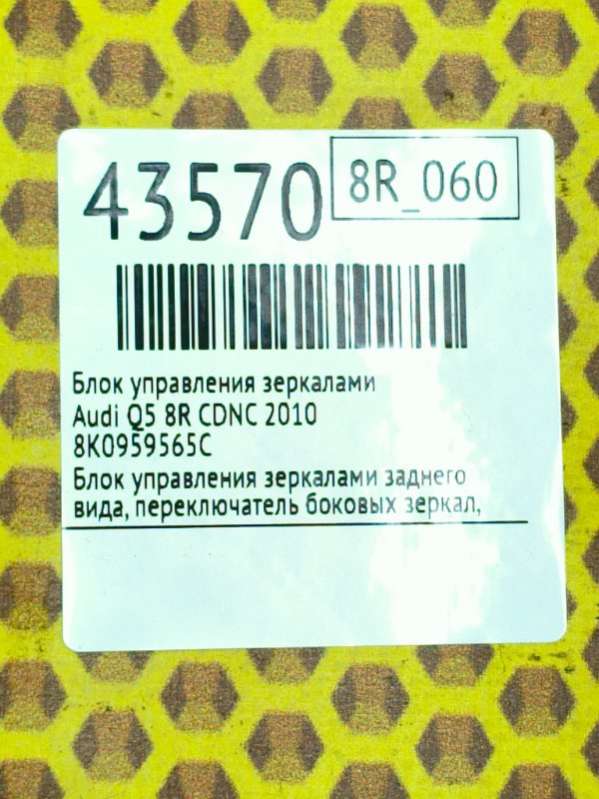 43570
8R_060
Блок управления зеркалами
Audi Q5 8R CDNC 2010
8K0959565C
Блок управления зеркалами заднего
вида, переключатель боковых зеркал,